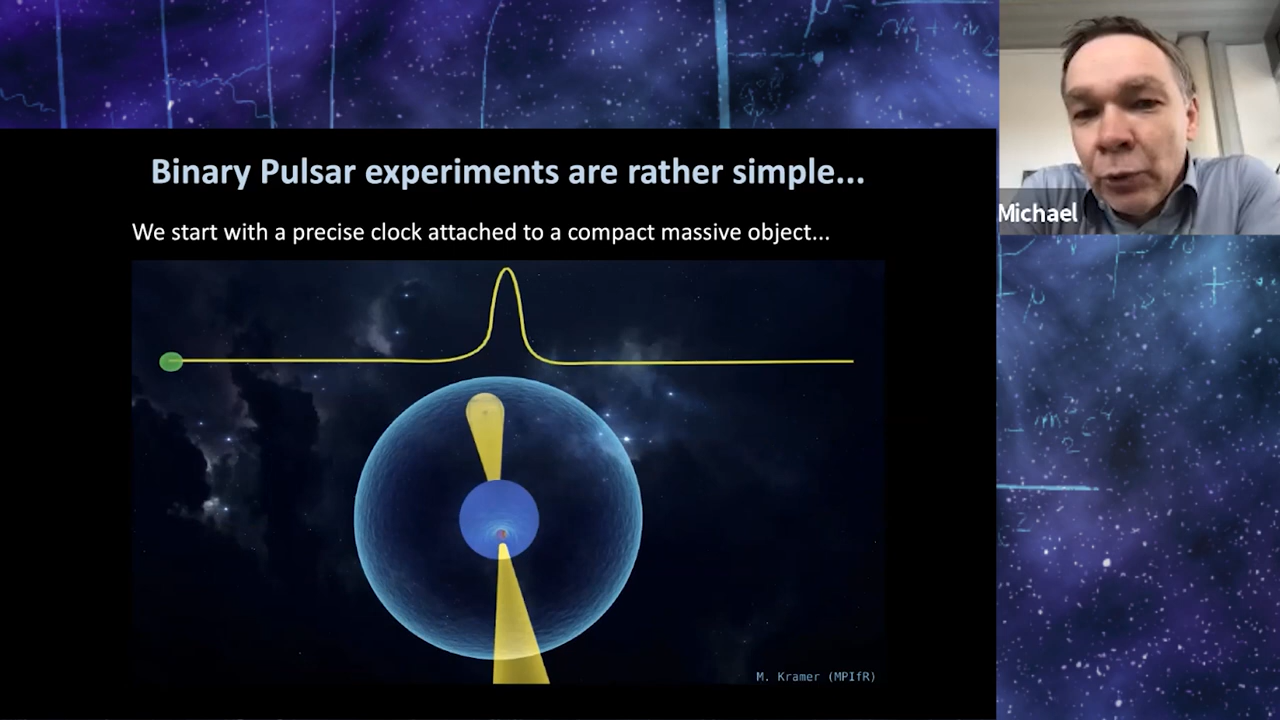 Binary Pulsar experiments are rather simple...
We start with a precise clock attached to a compact massive object...
Michael
M. Kramer (MPIfR)